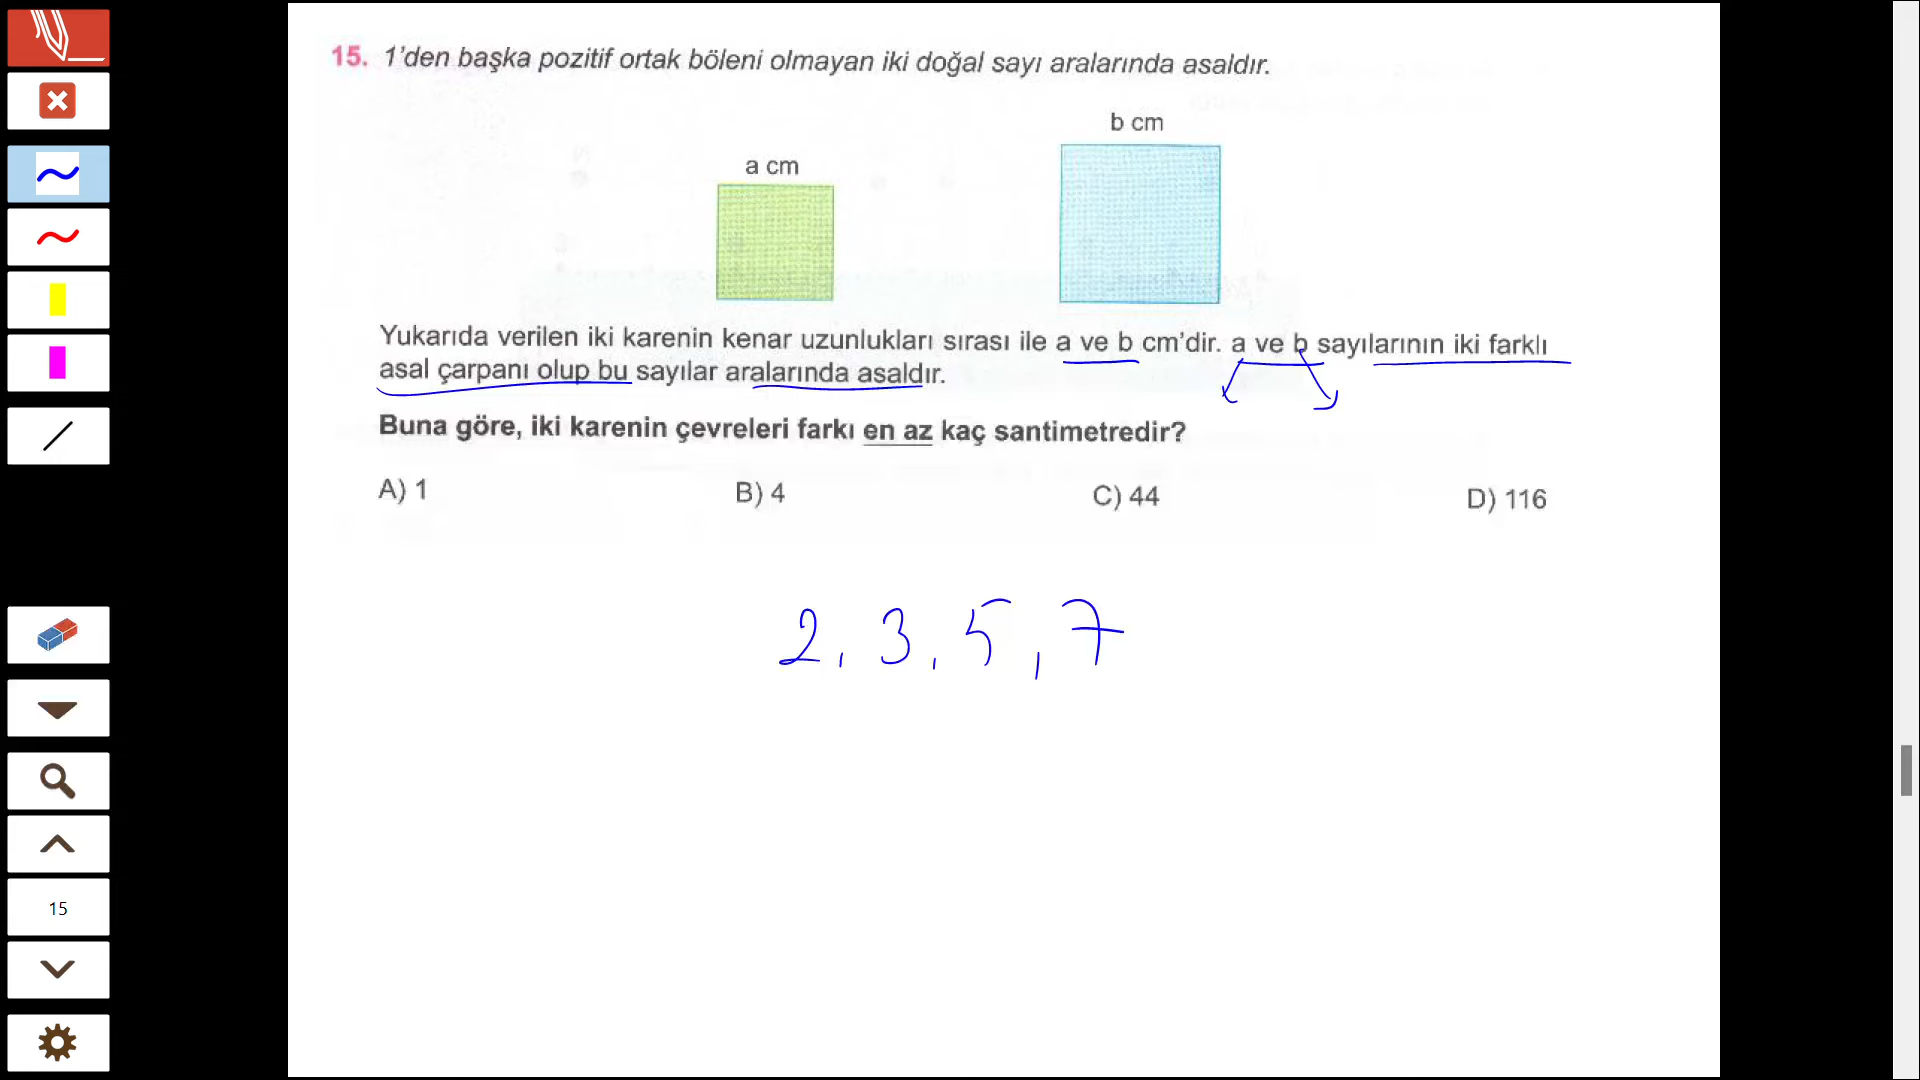 15. 1'den başka pozitif ortak böleni olmayan iki doğal sayı aralarında asaldır.
a cm
b cm
Yukarıda verilen iki karenin kenar uzunlukları sırası ile a ve b cm'dir. a ve b sayılarının iki farklı
asal çarpanı olup bu sayılar aralarında asaldır.
Buna göre, iki karenin çevreleri farkı en az kaç santimetredir?
A) 1 B) 4 C) 44 D) 116
2, 3, 5, 7
15